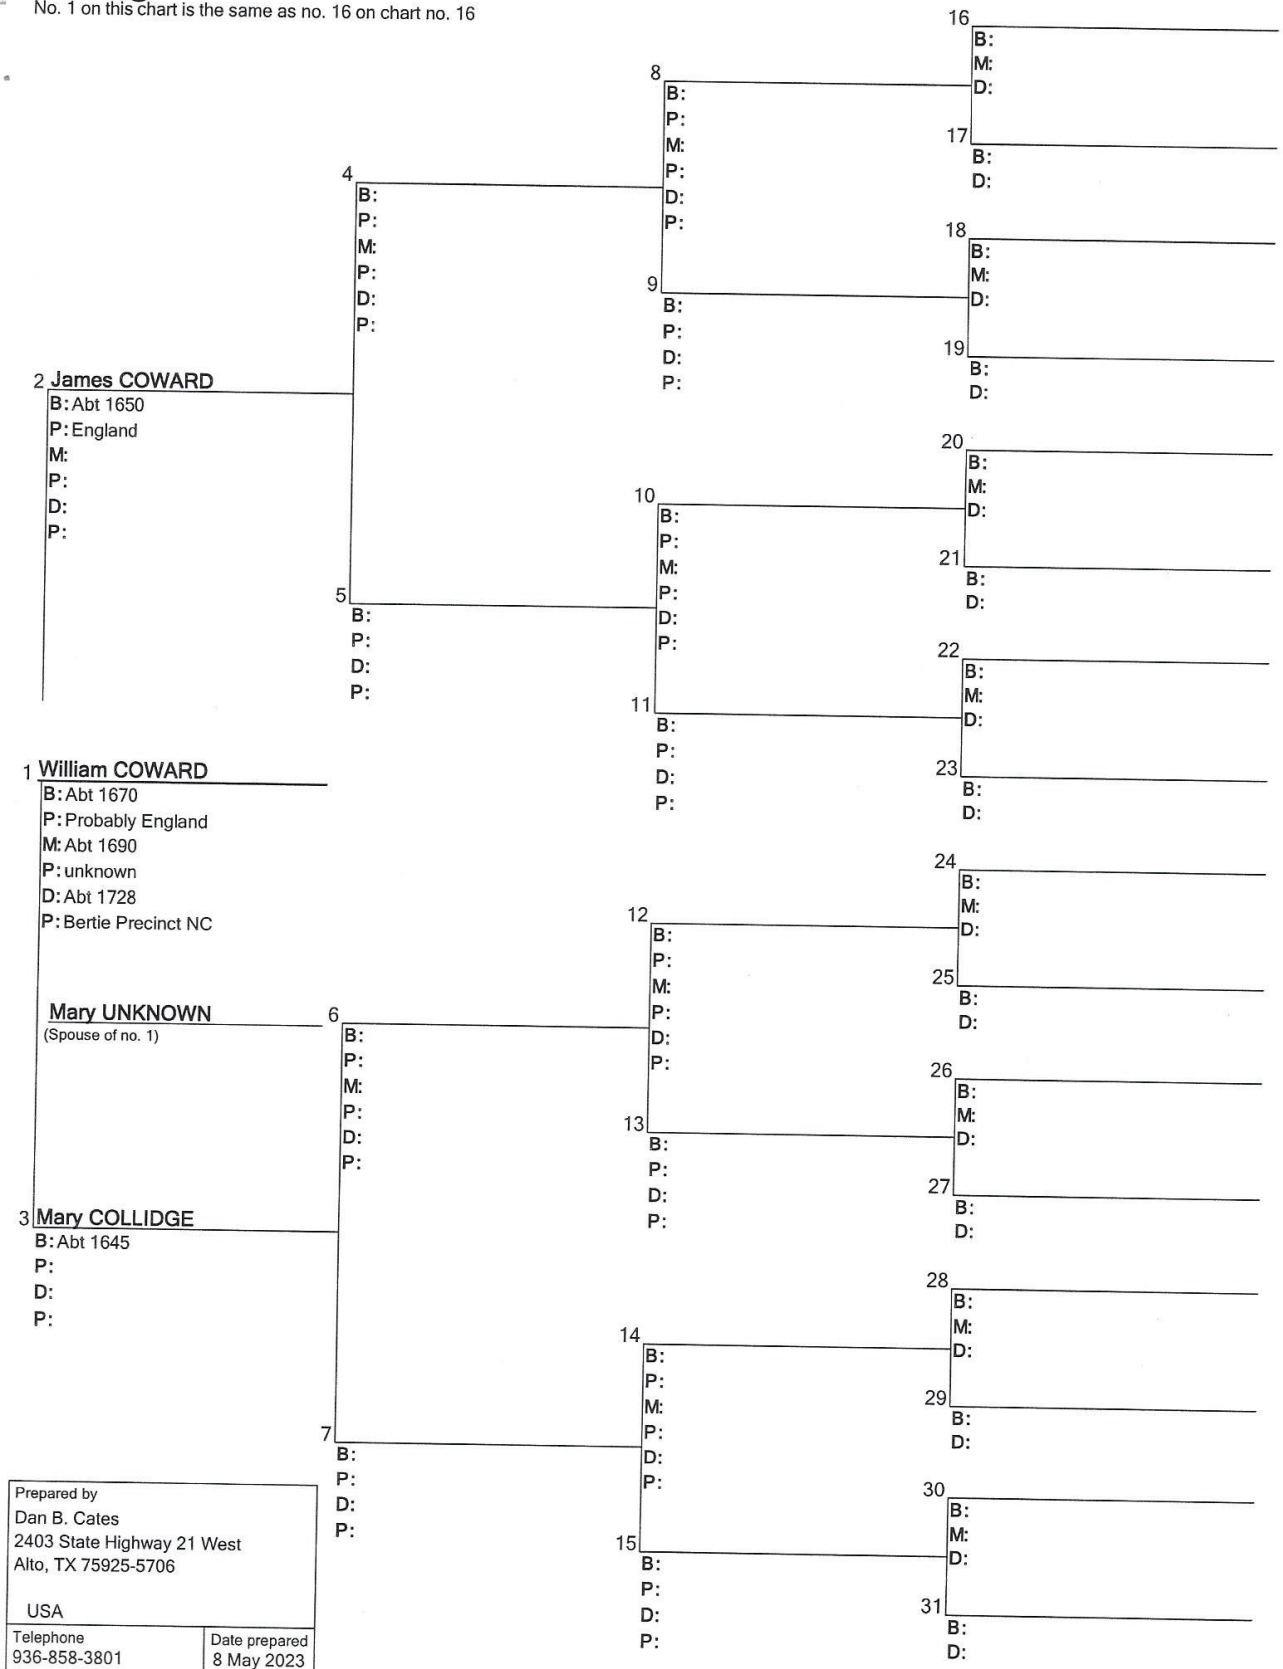 No. 1 on this chart is the same as no. 16 on chart no. 16
2 James COWARD
B: Abt 1650
P: England
M:
P:
D:
P:
1 William COWARD
B: Abt 1670
P: Probably England
M: Abt 1690
P: unknown
D: Abt 1728
P: Bertie Precinct NC
Mary UNKNOWN
(Spouse of no. 1)
3 Mary COLLIDGE
B: Abt 1645
P:
D:
P:
4
B:
P:
M:
P:
D:
P:
5
B:
P:
D:
P:
6
B:
P:
M:
P:
D:
P:
7
B:
P:
D:
P:
8
B:
P:
M:
P:
D:
P:
9
B:
P:
D:
P:
10
B:
P:
M:
P:
D:
P:
11
B:
P:
D:
P:
12
B:
P:
M:
P:
D:
P:
13
B:
P:
D:
P:
14
B:
P:
M:
P:
D:
P:
15
B:
P:
D:
P:
16
B:
M:
D:
17
B:
D:
18
B:
M:
D:
19
B:
D:
20
B:
M:
D:
21
B:
D:
22
B:
M:
D:
23
B:
D:
24
B:
M:
D:
25
B:
D:
26
B:
M:
D:
27
B:
D:
28
B:
M:
D:
29
B:
D:
30
B:
M:
D:
31
B:
D:
Prepared by
Dan B. Cates
2403 State Highway 21 West
Alto, TX 75925-5706
USA
Telephone
936-858-3801
Date prepared
8 May 2023